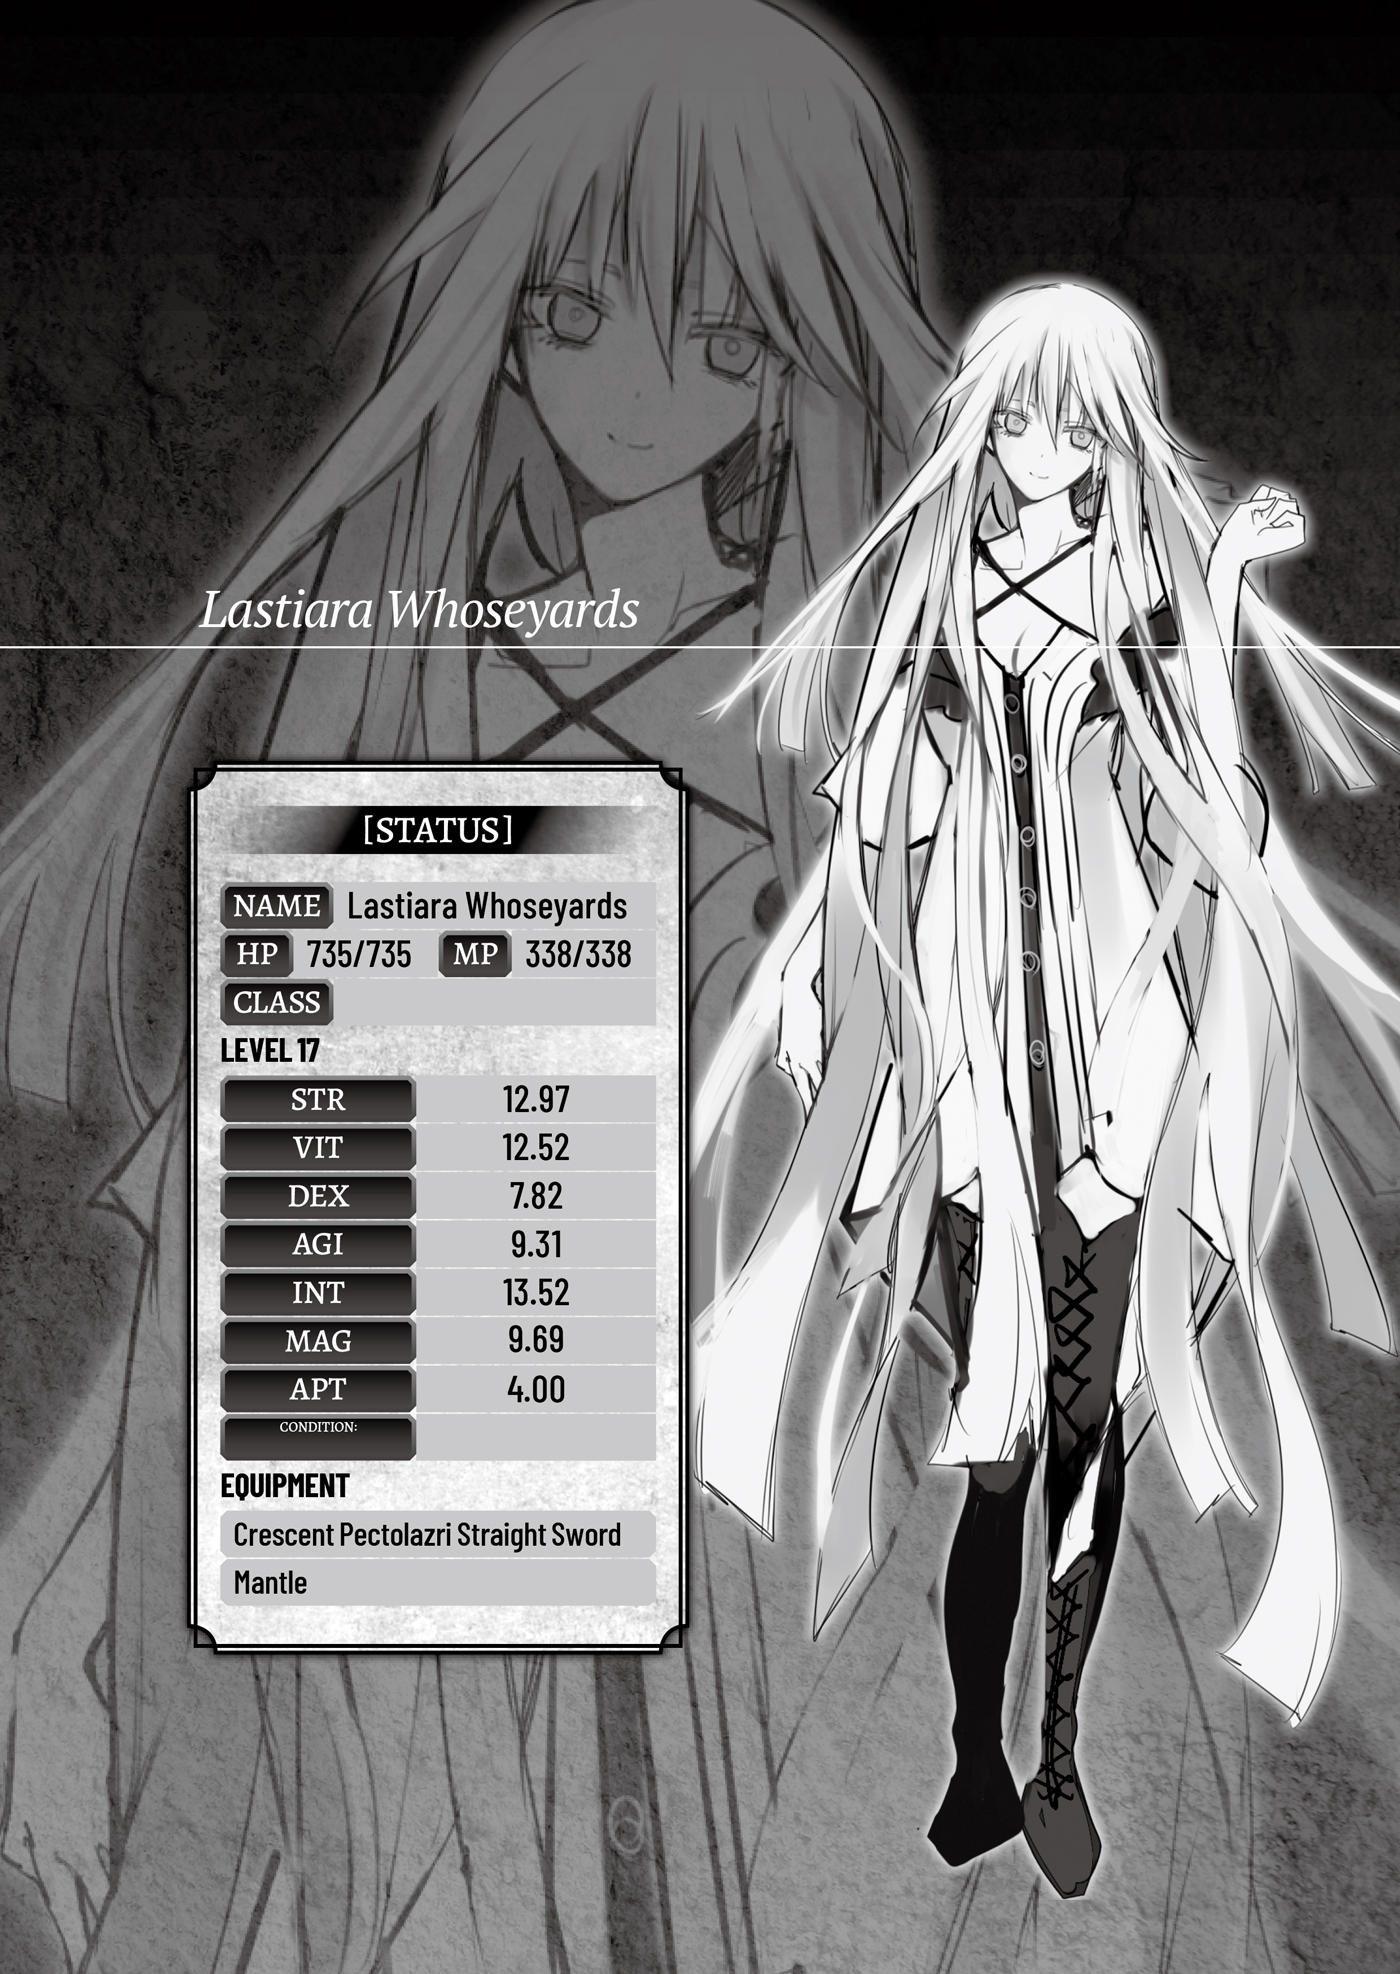 Lastiara Whoseyards
[STATUS]
NAME Lastiara Whoseyards
HP 735/735 MP 338/338
CLASS
LEVEL 17
STR 12.97
VIT 12.52
DEX 7.82
AGI 9.31
INT 13.52
MAG 9.69
APT 4.00
CONDITION:
EQUIPMENT
Crescent Pectolazri Straight Sword
Mantle